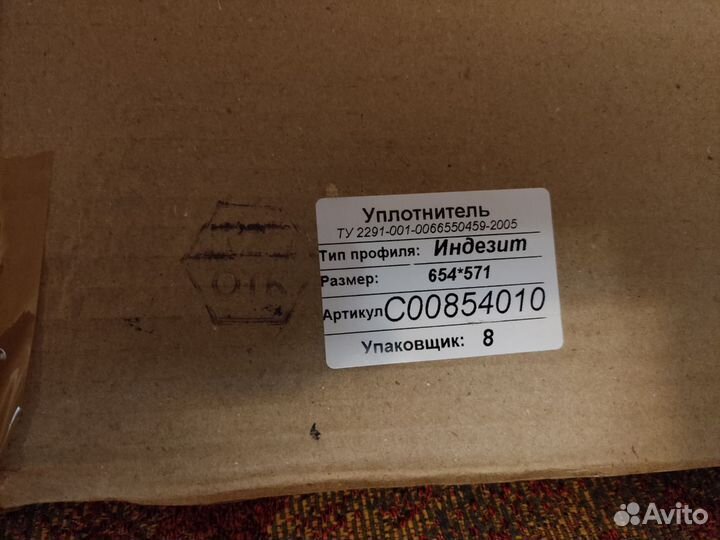 Уплотнитель
ТУ 2291-001-0066550459-2005
Тип профиля: Индезит
Размер: 654*571
Артикул C00854010
Упаковщик: 8
ОТК
Avito